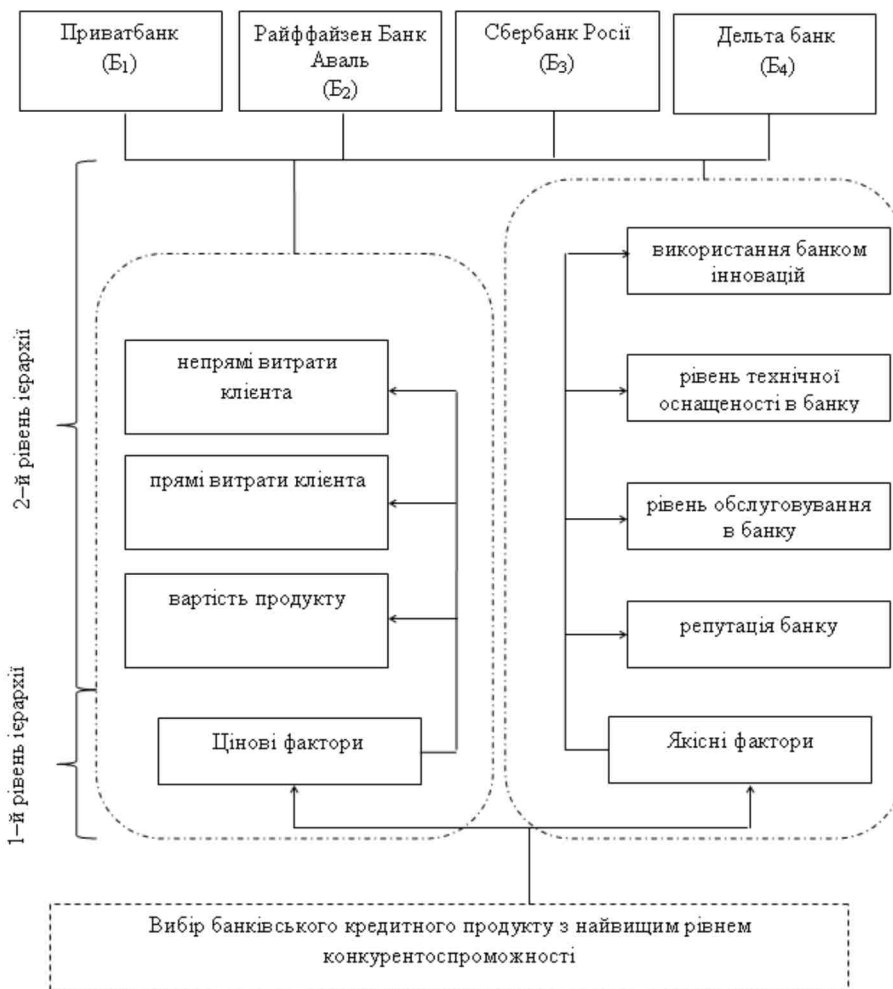 Приватбанк
(Б₁)
Райффайзен Банк
Аваль
(Б₂)
Сбербанк Росії
(Б₃)
Дельта банк
(Б₄)
2–й рівень ієрархії
непрямі витрати
клієнта
прямі витрати клієнта
вартість продукту
використання банком
інновацій
рівень технічної
оснащеності в банку
рівень обслуговування
в банку
репутація банку
1–й рівень ієрархії
Цінові фактори
Якісні фактори
Вибір банківського кредитного продукту з найвищим рівнем
конкурентоспроможності